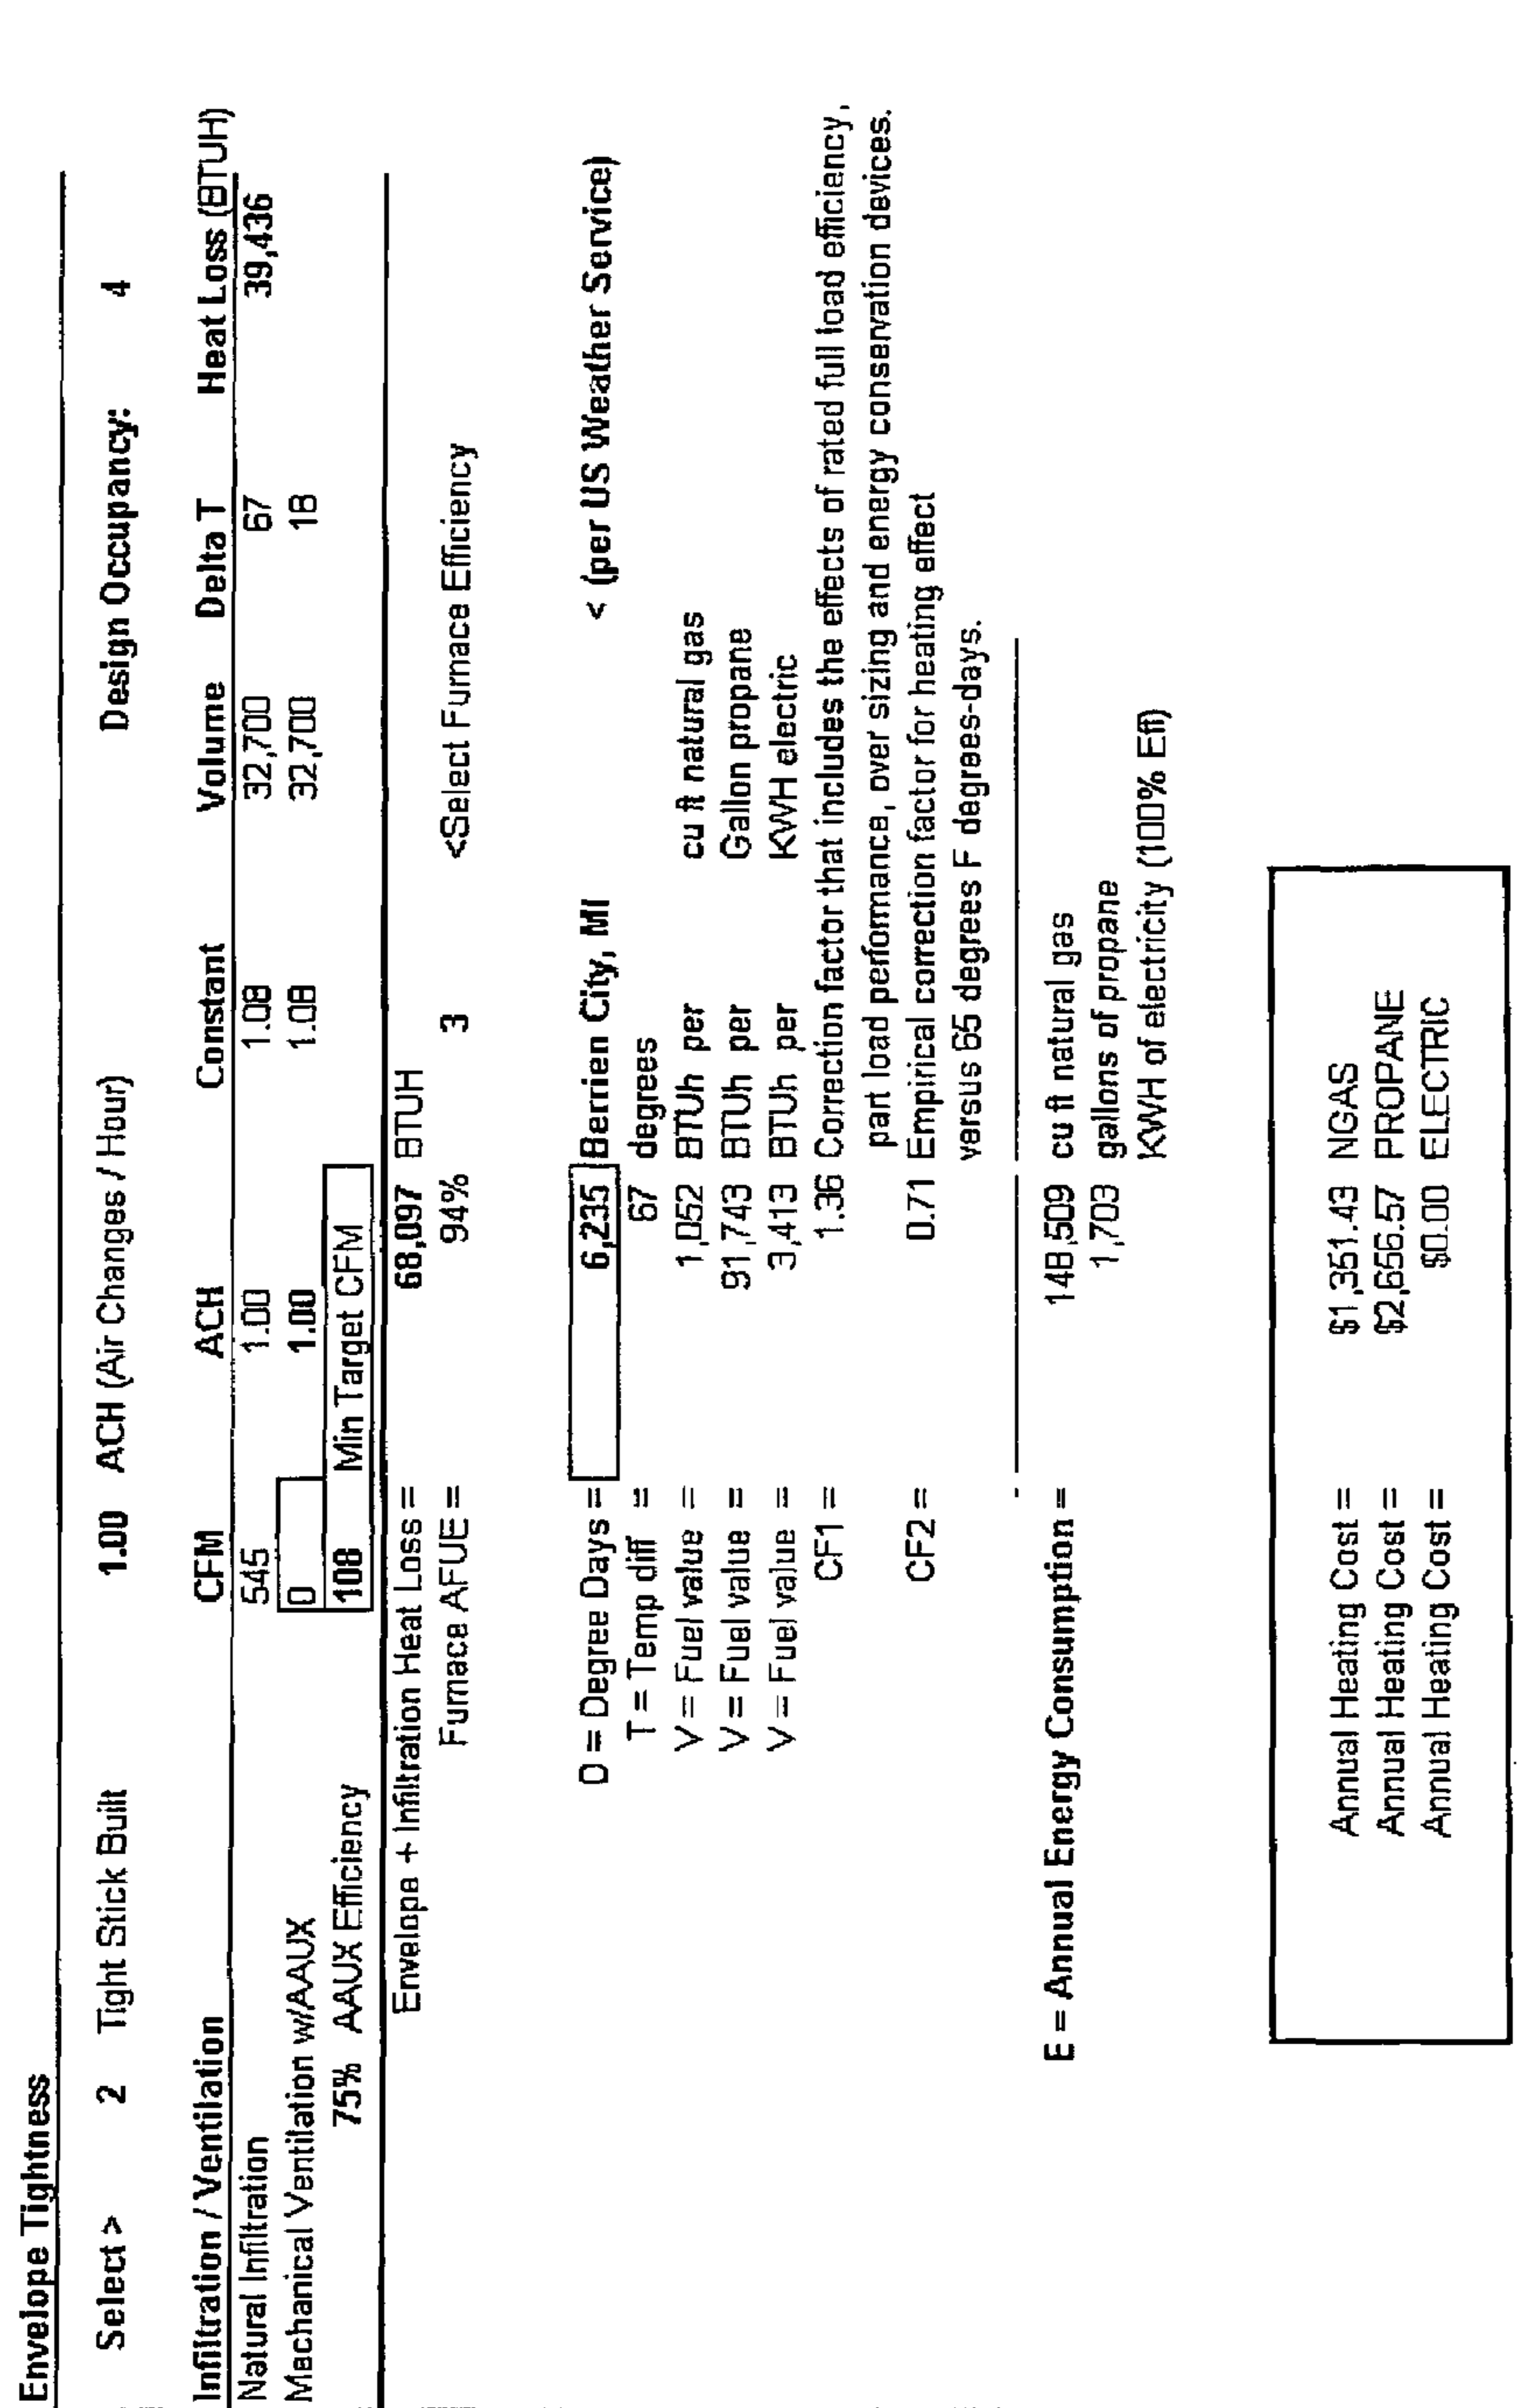 Envelope Tightness
Select > 2 Tight Stick Built 1.00 ACH (Air Changes / Hour) Design Occupancy: 4
Infiltration / Ventilation CFM ACH Constant Volume Delta T Heat Loss (BTUH)
Natural Infiltration 545 1.00 1.08 32,700 67 39,436
Mechanical Ventilation w/AAUX 0 1.00 1.08 32,700 18
75% AAUX Efficiency 108 Min Target CFM
Envelope + Infiltration Heat Loss = 68,097 BTUH
Furnace AFUE = 94% 3 <Select Furnace Efficiency
D = Degree Days = 6,235 Berrien City, MI < (per US Weather Service)
T = Temp diff = 67 degrees
V = Fuel value = 1,052 BTUh per cu ft natural gas
V = Fuel value = 91,743 BTUh per Gallon propane
V = Fuel value = 3,413 BTUh per KWH electric
CF1 = 1.36 Correction factor that includes the effects of rated full load efficiency,
part load performance, over sizing and energy conservation devices.
CF2 = 0.71 Empirical correction factor for heating effect
versus 65 degrees F degrees-days.
E = Annual Energy Consumption = 148,509 cu ft natural gas
1,703 gallons of propane
KWH of electricity (100% Eff)
Annual Heating Cost = $1,351.43 NGAS
Annual Heating Cost = $2,656.57 PROPANE
Annual Heating Cost = $0.00 ELECTRIC